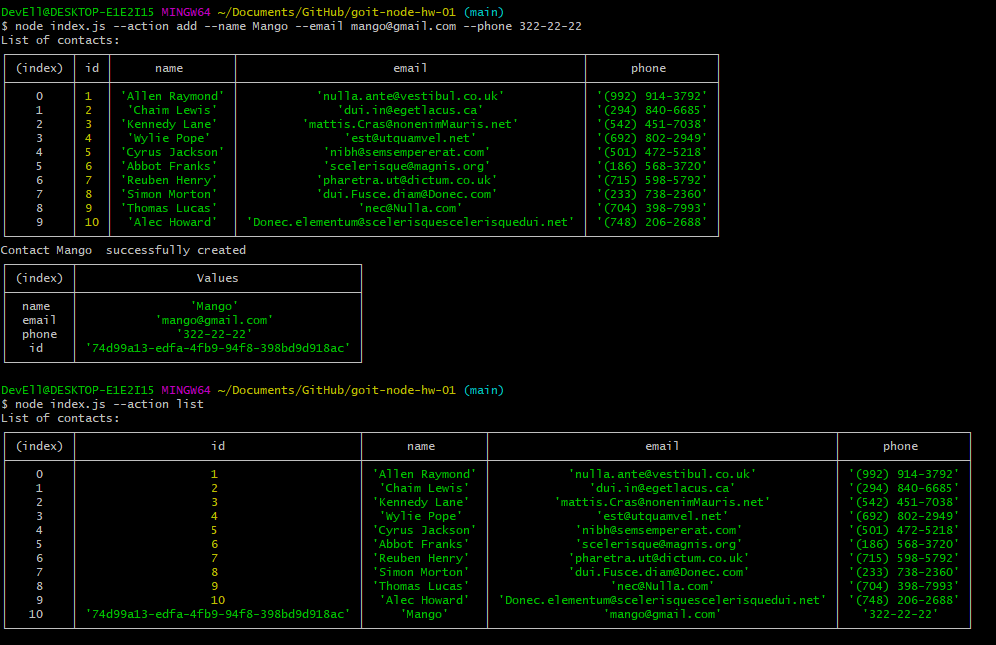 DevEll@DESKTOP-E1E2I15 MINGW64 ~/Documents/GitHub/goit-node-hw-01 (main)
$ node index.js --action add --name Mango --email mango@gmail.com --phone 322-22-22
List of contacts:
(index) id name email phone
0 1 'Allen Raymond' 'nulla.ante@vestibul.co.uk' '(992) 914-3792'
1 2 'Chaim Lewis' 'dui.in@egetlacus.ca' '(294) 840-6685'
2 3 'Kennedy Lane' 'mattis.Cras@nonenimMauris.net' '(542) 451-7038'
3 4 'Wylie Pope' 'est@utquamvel.net' '(692) 802-2949'
4 5 'Cyrus Jackson' 'nibh@semsempererat.com' '(501) 472-5218'
5 6 'Abbot Franks' 'scelerisque@magnis.org' '(186) 568-3720'
6 7 'Reuben Henry' 'pharetra.ut@dictum.co.uk' '(715) 598-5792'
7 8 'Simon Morton' 'dui.Fusce.diam@Donec.com' '(233) 738-2360'
8 9 'Thomas Lucas' 'nec@Nulla.com' '(704) 398-7993'
9 10 'Alec Howard' 'Donec.elementum@scelerisquescelerisquedui.net' '(748) 206-2688'
Contact Mango  successfully created
(index) Values
name 'Mango'
email 'mango@gmail.com'
phone '322-22-22'
id '74d99a13-edfa-4fb9-94f8-398bd9d918ac'
DevEll@DESKTOP-E1E2I15 MINGW64 ~/Documents/GitHub/goit-node-hw-01 (main)
$ node index.js --action list
List of contacts:
(index) id name email phone
0 1 'Allen Raymond' 'nulla.ante@vestibul.co.uk' '(992) 914-3792'
1 2 'Chaim Lewis' 'dui.in@egetlacus.ca' '(294) 840-6685'
2 3 'Kennedy Lane' 'mattis.Cras@nonenimMauris.net' '(542) 451-7038'
3 4 'Wylie Pope' 'est@utquamvel.net' '(692) 802-2949'
4 5 'Cyrus Jackson' 'nibh@semsempererat.com' '(501) 472-5218'
5 6 'Abbot Franks' 'scelerisque@magnis.org' '(186) 568-3720'
6 7 'Reuben Henry' 'pharetra.ut@dictum.co.uk' '(715) 598-5792'
7 8 'Simon Morton' 'dui.Fusce.diam@Donec.com' '(233) 738-2360'
8 9 'Thomas Lucas' 'nec@Nulla.com' '(704) 398-7993'
9 10 'Alec Howard' 'Donec.elementum@scelerisquescelerisquedui.net' '(748) 206-2688'
10 '74d99a13-edfa-4fb9-94f8-398bd9d918ac' 'Mango' 'mango@gmail.com' '322-22-22'